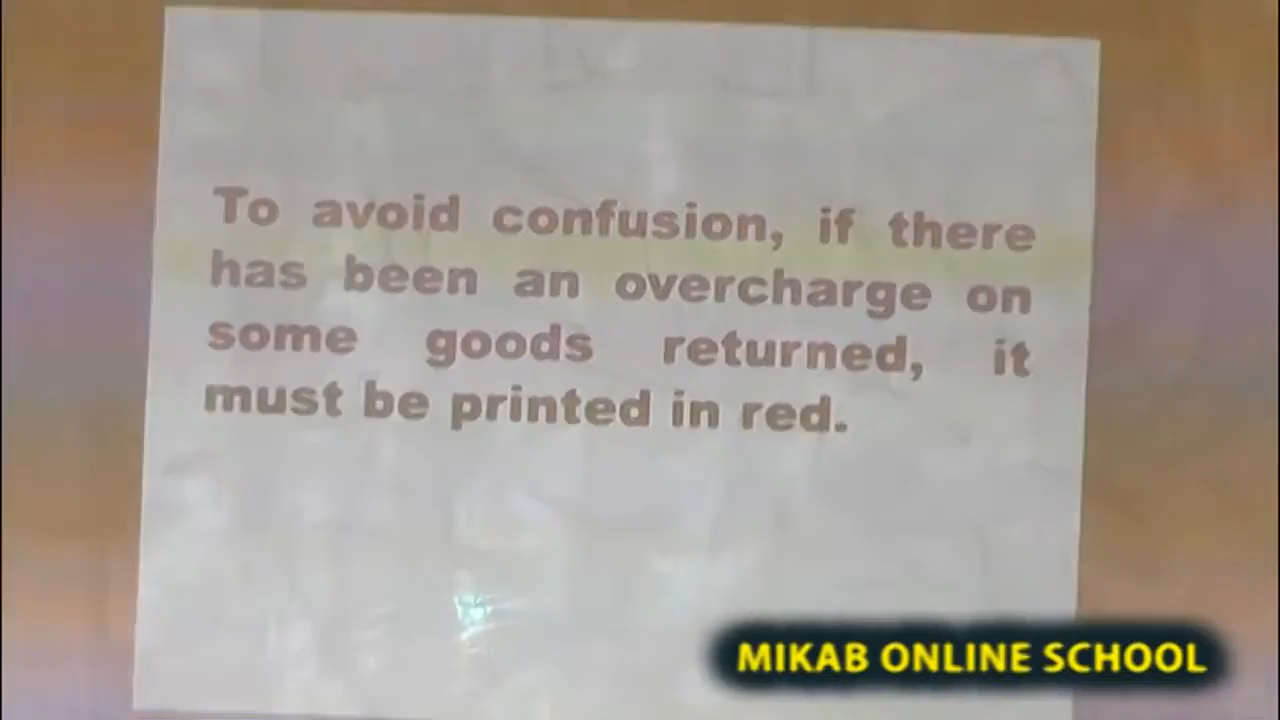 To avoid confusion, if there
has been an overcharge on
some goods returned, it
must be printed in red.
MIKAB ONLINE SCHOOL